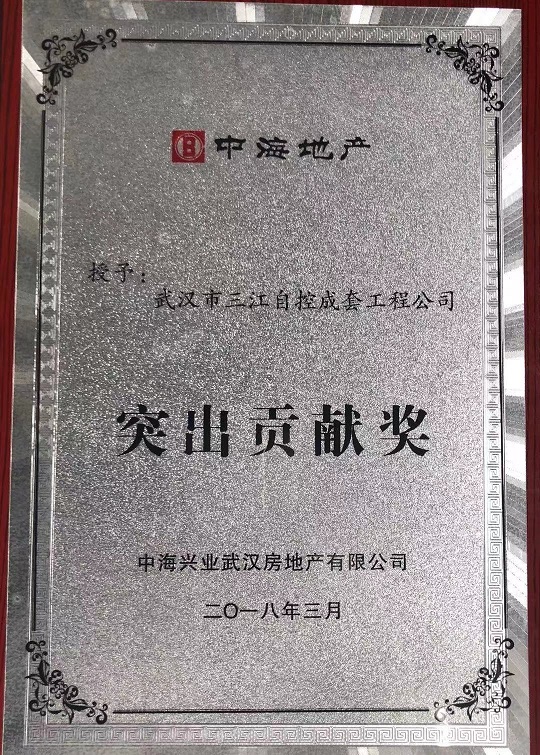 中海地产
授予：
武汉市三江自控成套工程公司
突出贡献奖
中海兴业武汉房地产有限公司
二〇一八年三月